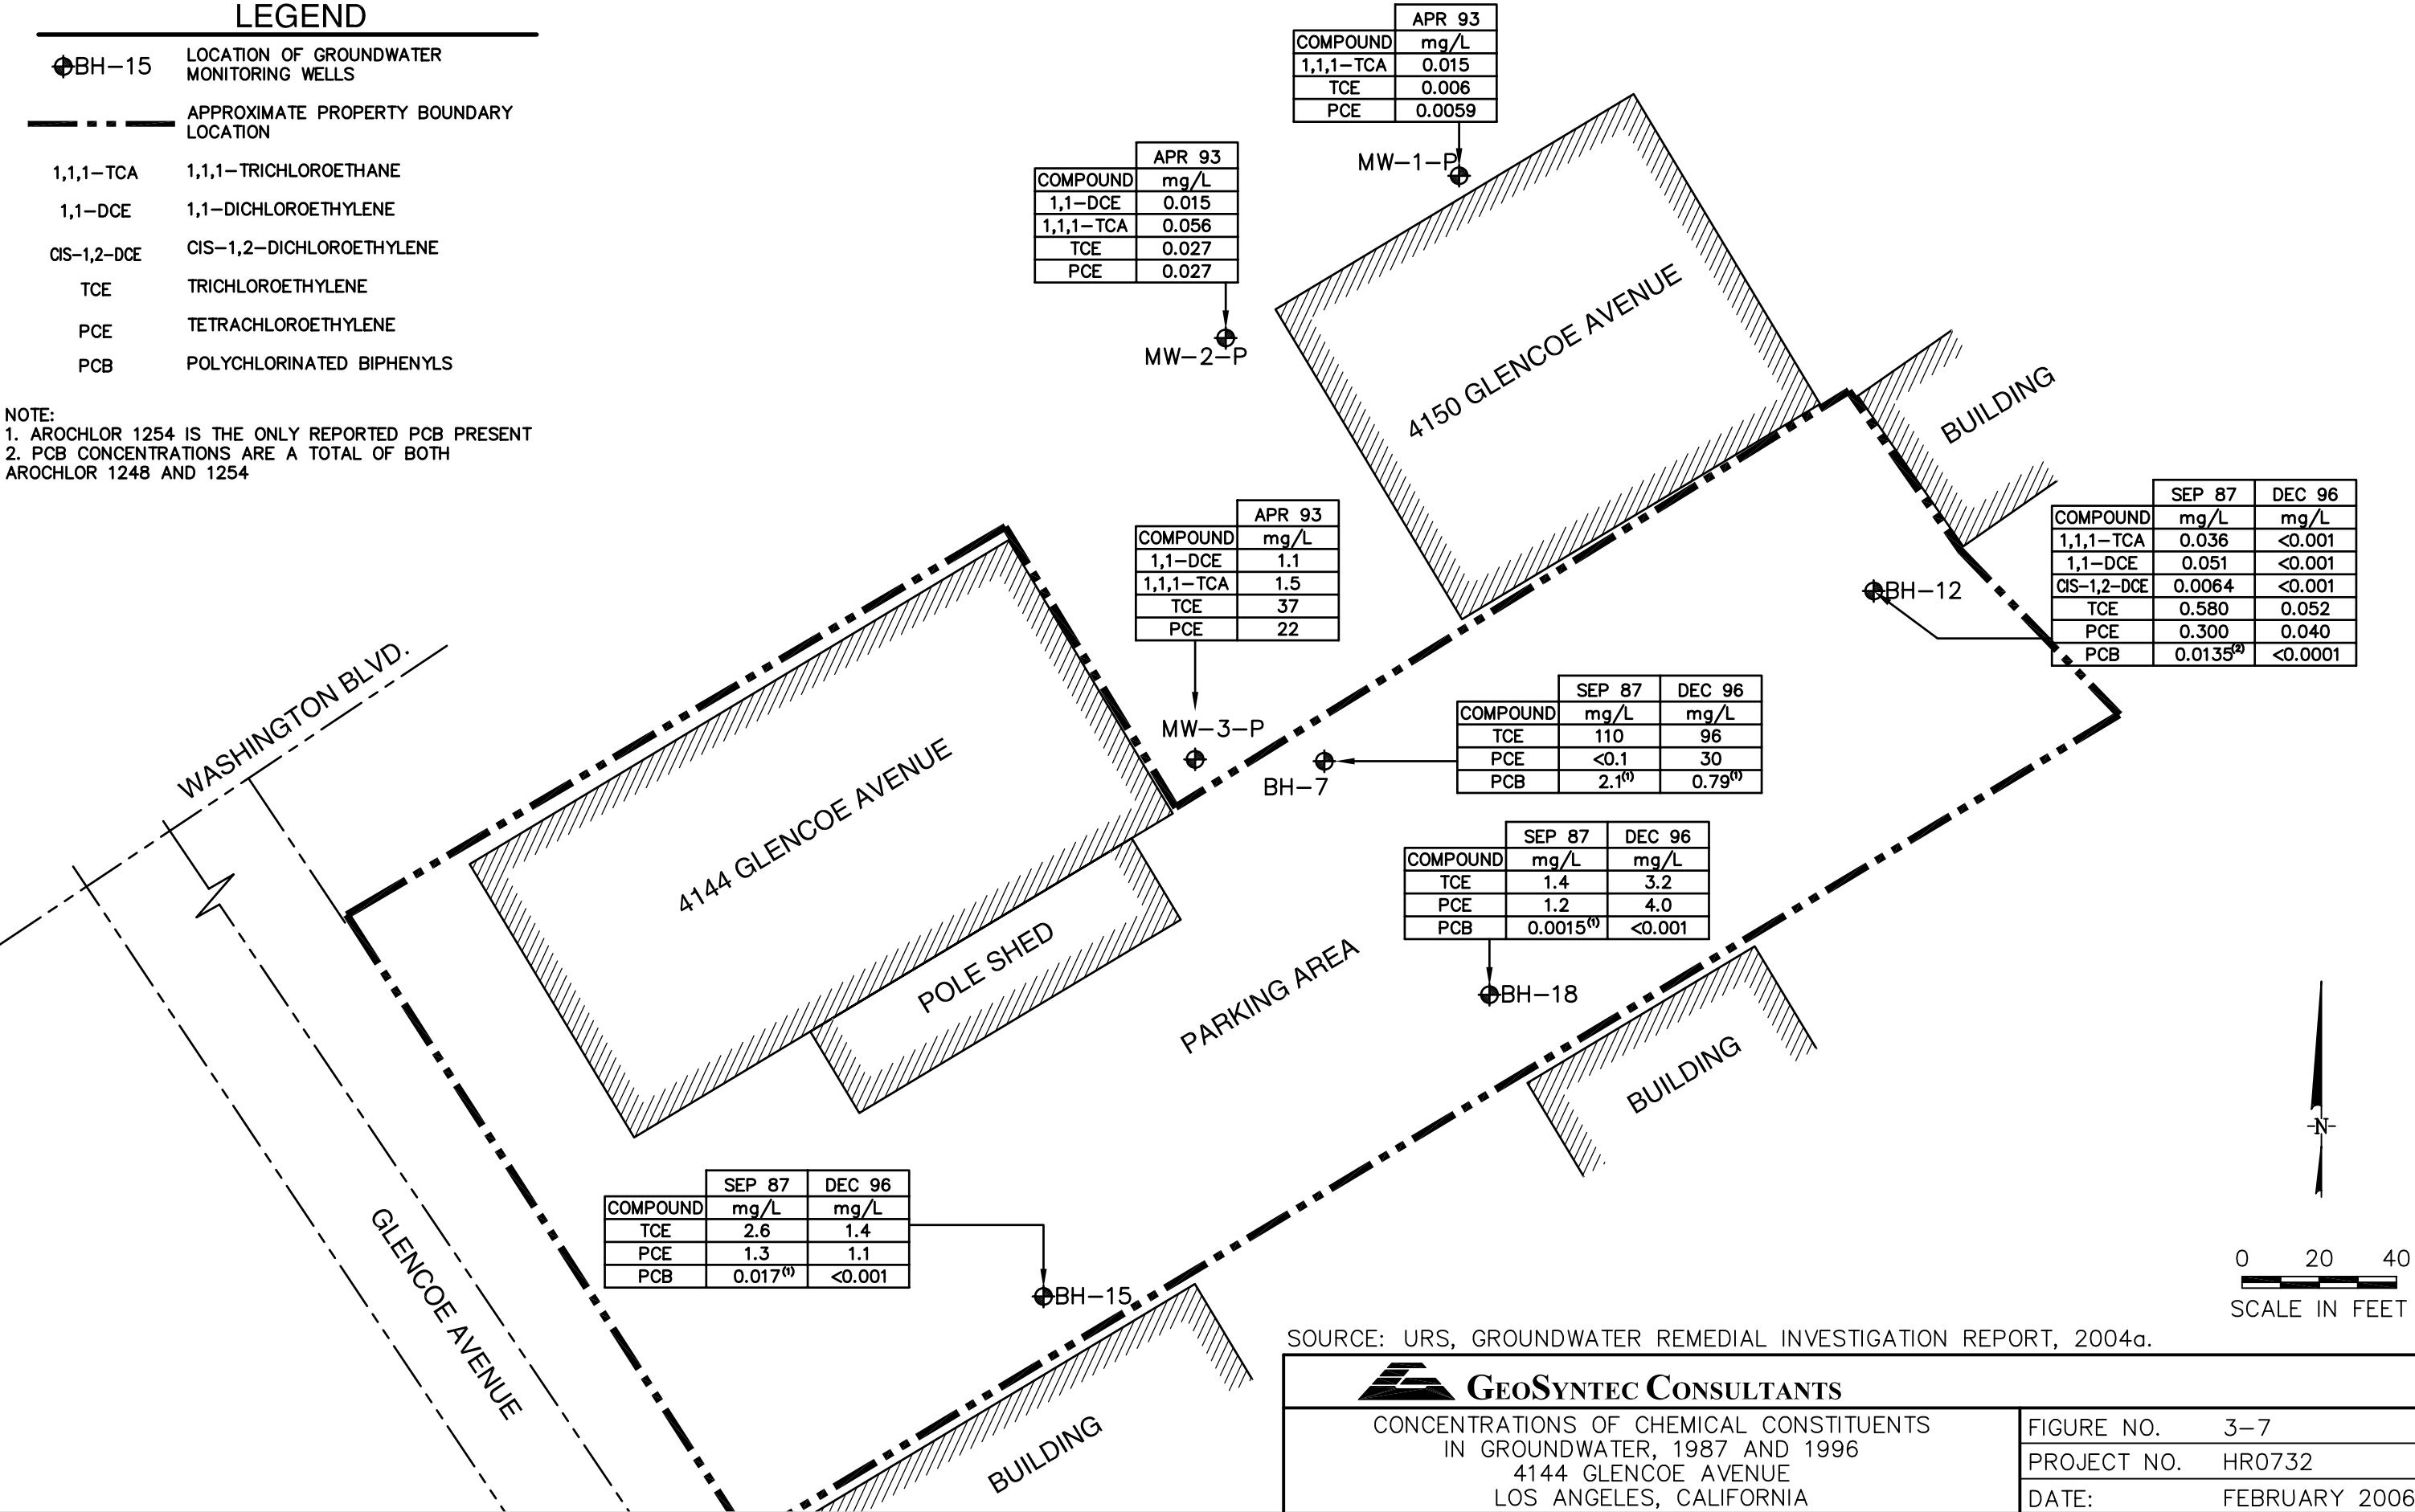 LEGEND
BH-15 LOCATION OF GROUNDWATER
MONITORING WELLS
APPROXIMATE PROPERTY BOUNDARY
LOCATION
1,1,1-TCA 1,1,1-TRICHLOROETHANE
1,1-DCE 1,1-DICHLOROETHYLENE
CIS-1,2-DCE CIS-1,2-DICHLOROETHYLENE
TCE TRICHLOROETHYLENE
PCE TETRACHLOROETHYLENE
PCB POLYCHLORINATED BIPHENYLS
NOTE:
1. AROCHLOR 1254 IS THE ONLY REPORTED PCB PRESENT
2. PCB CONCENTRATIONS ARE A TOTAL OF BOTH
AROCHLOR 1248 AND 1254
APR 93
COMPOUND mg/L
1,1,1-TCA 0.015
TCE 0.006
PCE 0.0059
MW-1-P
APR 93
COMPOUND mg/L
1,1-DCE 0.015
1,1,1-TCA 0.056
TCE 0.027
PCE 0.027
MW-2-P
4150 GLENCOE AVENUE
BUILDING
APR 93
COMPOUND mg/L
1,1-DCE 1.1
1,1,1-TCA 1.5
TCE 37
PCE 22
MW-3-P
SEP 87 DEC 96
COMPOUND mg/L mg/L
1,1,1-TCA 0.036 <0.001
1,1-DCE 0.051 <0.001
CIS-1,2-DCE 0.0064 <0.001
TCE 0.580 0.052
PCE 0.300 0.040
PCB 0.0135(2) <0.0001
BH-12
SEP 87 DEC 96
COMPOUND mg/L mg/L
TCE 110 96
PCE <0.1 30
PCB 2.1(1) 0.79(1)
BH-7
WASHINGTON BLVD.
4144 GLENCOE AVENUE
SEP 87 DEC 96
COMPOUND mg/L mg/L
TCE 1.4 3.2
PCE 1.2 4.0
PCB 0.0015(1) <0.001
BH-18
POLE SHED
PARKING AREA
BUILDING
SEP 87 DEC 96
COMPOUND mg/L mg/L
TCE 2.6 1.4
PCE 1.3 1.1
PCB 0.017(1) <0.001
BH-15
GLENCOE AVENUE
BUILDING
-N-
0 20 40
SCALE IN FEET
SOURCE: URS, GROUNDWATER REMEDIAL INVESTIGATION REPORT, 2004a.
GEOSYNTEC CONSULTANTS
CONCENTRATIONS OF CHEMICAL CONSTITUENTS
IN GROUNDWATER, 1987 AND 1996
4144 GLENCOE AVENUE
LOS ANGELES, CALIFORNIA
FIGURE NO. 3-7
PROJECT NO. HR0732
DATE: FEBRUARY 2006